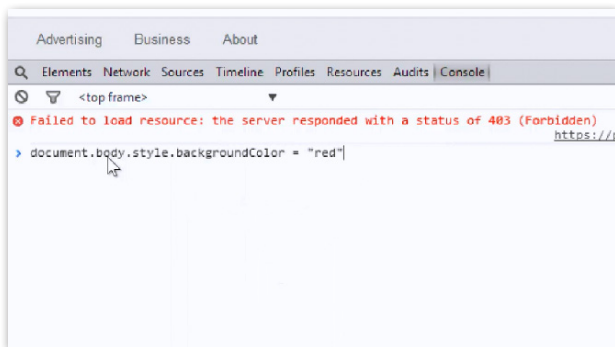 Advertising Business About
Elements Network Sources Timeline Profiles Resources Audits Console
<top frame> ▼
Failed to load resource: the server responded with a status of 403 (Forbidden)
https://
> document.body.style.backgroundColor = "red"